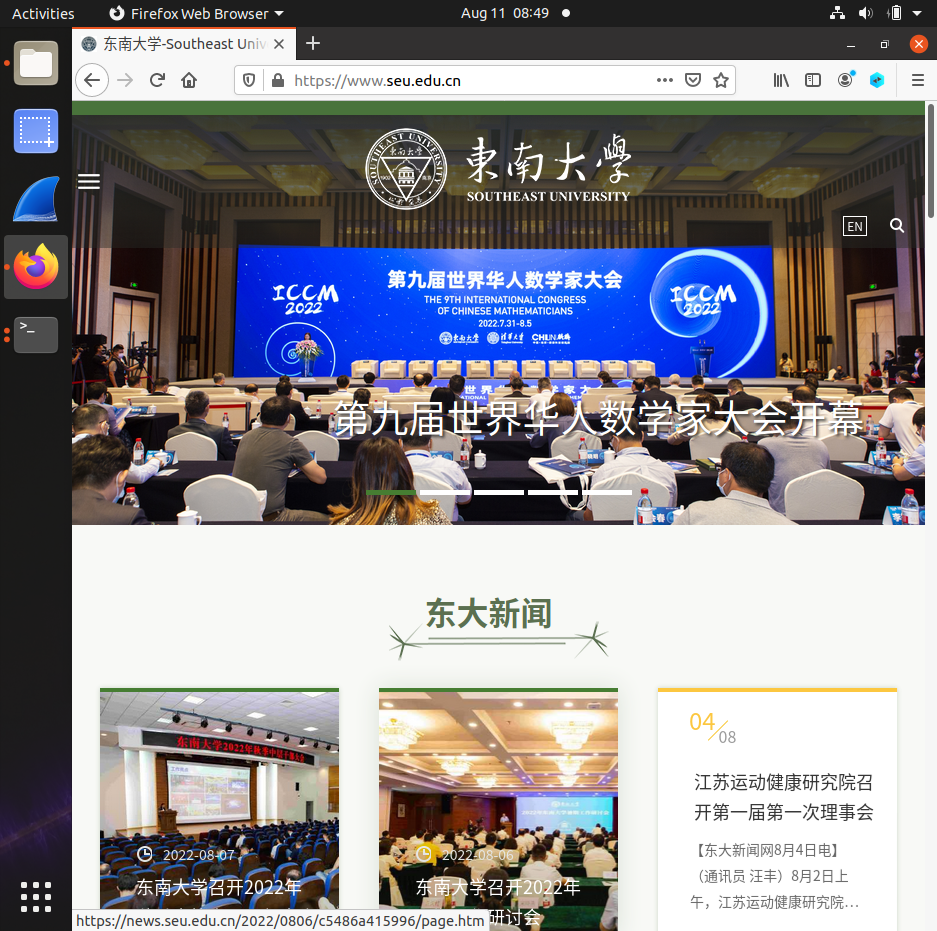 Activities
Firefox Web Browser
Aug 11 08:49
东南大学-Southeast Univ
https://www.seu.edu.cn
SOUTHEAST UNIVERSITY
1902
東南大學
SOUTHEAST UNIVERSITY
EN
第九届世界华人数学家大会
THE 9TH INTERNATIONAL CONGRESS
OF CHINESE MATHEMATICIANS
2022.7.31-8.5
ICCM
2022
ICCM
2022
第九届世界华人数学家大会开幕
东大新闻
东南大学2022年秋季中层干部大会
2022-08-07
东南大学召开2022年
2022-08-06
东南大学召开2022年
研讨会
04
08
江苏运动健康研究院召
开第一届第一次理事会
【东大新闻网8月4日电】
（通讯员 汪丰）8月2日上
午，江苏运动健康研究院…
https://news.seu.edu.cn/2022/0806/c5486a415996/page.htm